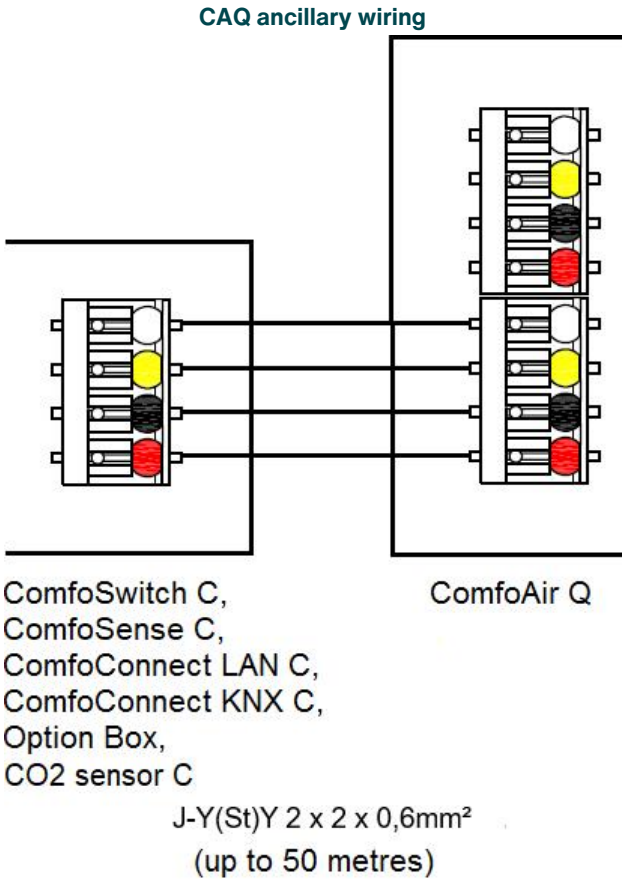 CAQ ancillary wiring
ComfoSwitch C,
ComfoSense C,
ComfoConnect LAN C,
ComfoConnect KNX C,
Option Box,
CO2 sensor C
ComfoAir Q
J-Y(St)Y 2 x 2 x 0,6mm²
(up to 50 metres)